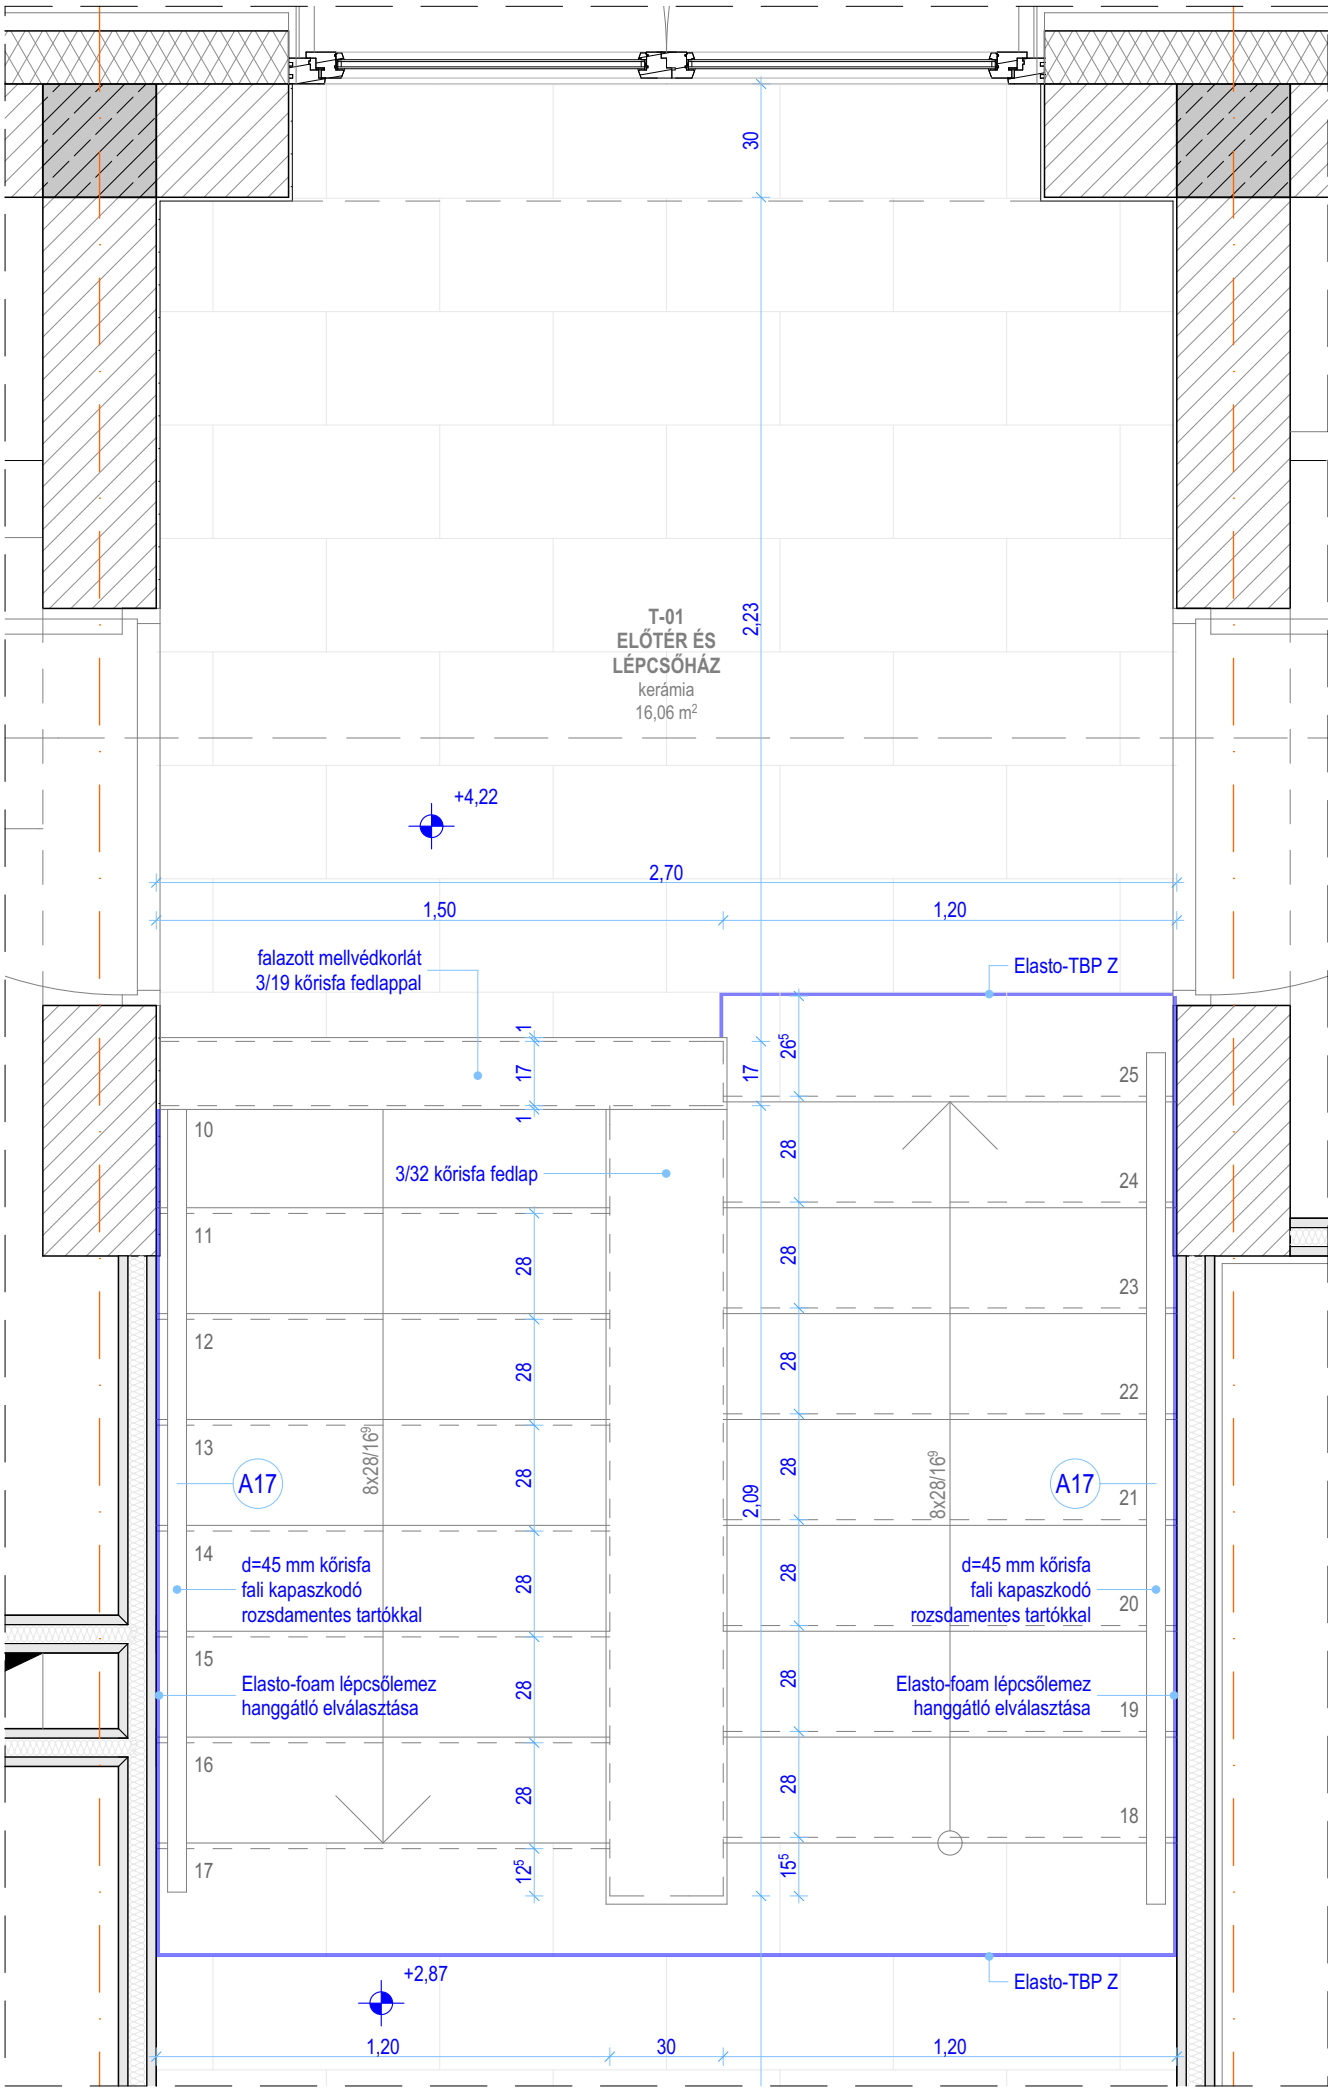 30
T-01
ELŐTÉR ÉS
LÉPCSŐHÁZ
kerámia
16,06 m²
2,23
+4,22
2,70
1,50
1,20
falazott mellvédkorlát
3/19 kőrisfa fedlappal
Elasto-TBP Z
1
17
1
17
26⁵
25
10
3/32 kőrisfa fedlap
28
24
11
28
28
23
12
28
28
22
13
8x28/16⁹
28
A17
2,09
28
8x28/16⁹
A17
21
14
d=45 mm kőrisfa
fali kapaszkodó
rozsdamentes tartókkal
28
28
d=45 mm kőrisfa
fali kapaszkodó
rozsdamentes tartókkal
20
15
Elasto-foam lépcsőlemez
hanggátló elválasztása
28
28
Elasto-foam lépcsőlemez
hanggátló elválasztása
19
16
28
28
18
17
12⁵
15⁵
+2,87
Elasto-TBP Z
1,20
30
1,20